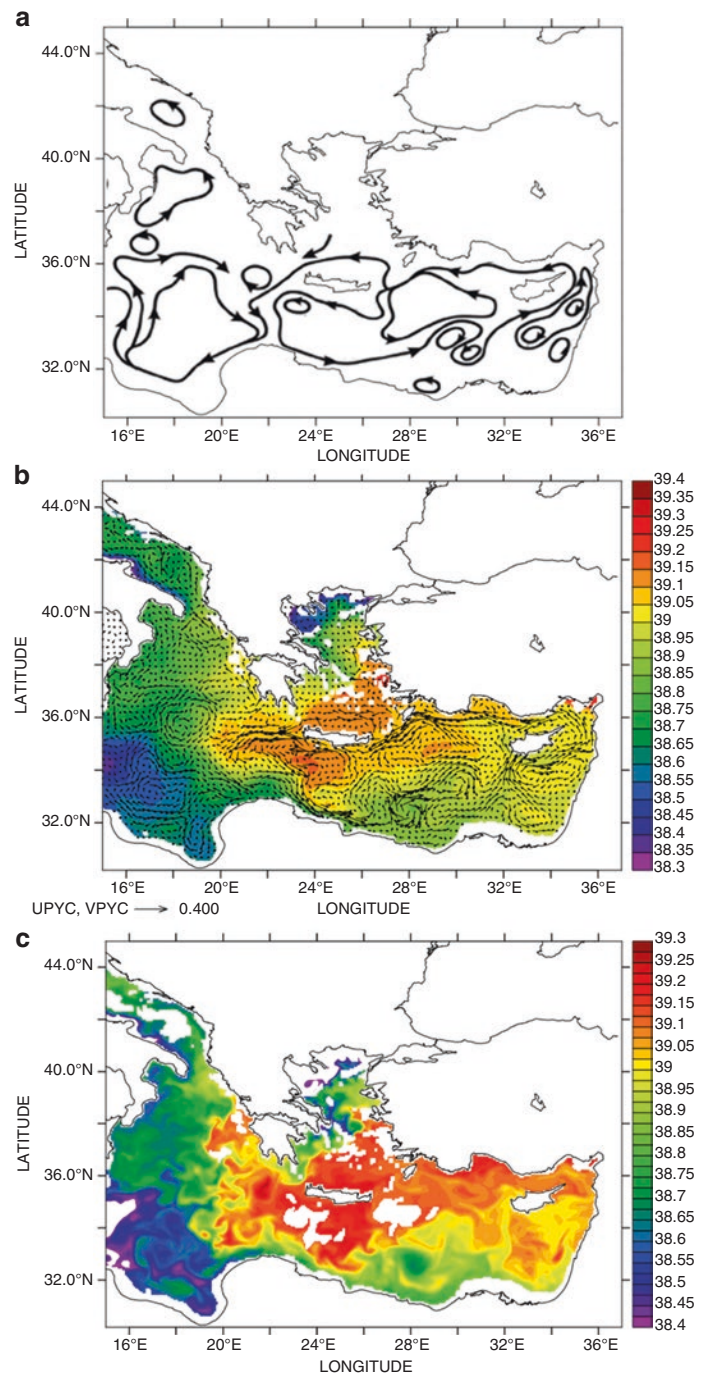 a
44.0°N
40.0°N
36.0°N
32.0°N
LATITUDE
16°E 20°E 24°E 28°E 32°E 36°E
LONGITUDE
b
44.0°N
40.0°N
36.0°N
32.0°N
LATITUDE
16°E 20°E 24°E 28°E 32°E 36°E
UPYC, VPYC 0.400 LONGITUDE
39.4
39.35
39.3
39.25
39.2
39.15
39.1
39.05
39
38.95
38.9
38.85
38.8
38.75
38.7
38.65
38.6
38.55
38.5
38.45
38.4
38.35
38.3
c
44.0°N
40.0°N
36.0°N
32.0°N
LATITUDE
16°E 20°E 24°E 28°E 32°E 36°E
LONGITUDE
39.3
39.25
39.2
39.15
39.1
39.05
39
38.95
38.9
38.85
38.8
38.75
38.7
38.65
38.6
38.55
38.5
38.45
38.4